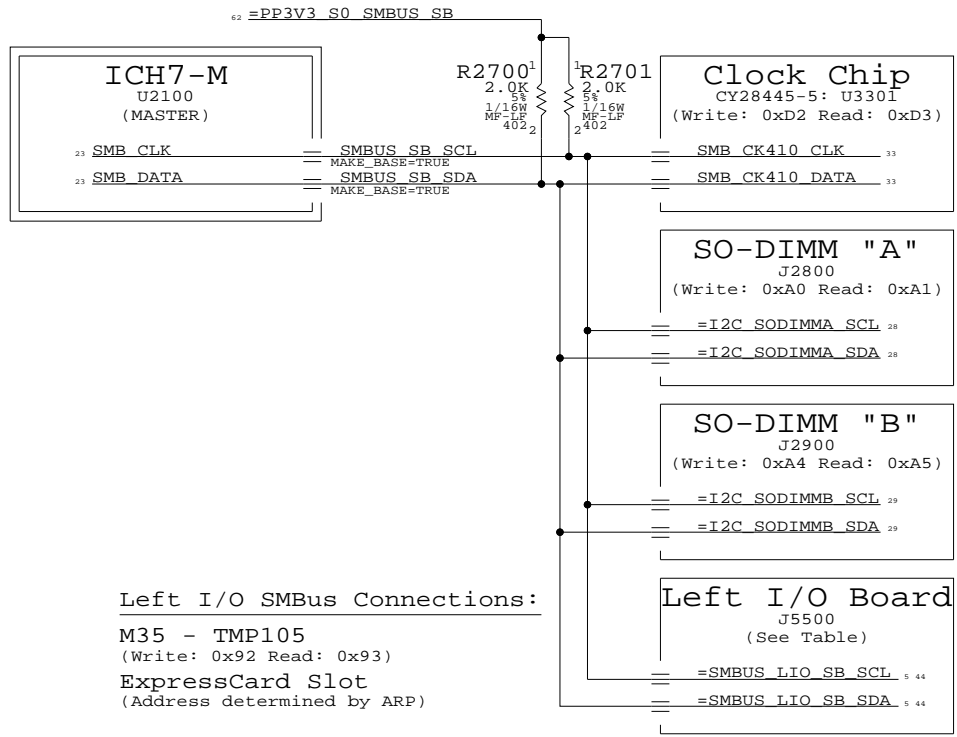 62 =PP3V3_S0_SMBUS_SB
ICH7-M
U2100
(MASTER)
23 SMB_CLK
23 SMB_DATA
SMBUS_SB_SCL
MAKE_BASE=TRUE
SMBUS_SB_SDA
MAKE_BASE=TRUE
R2700 1
2.0K
5%
1/16W
MF-LF
402 2
1 R2701
2.0K
5%
1/16W
MF-LF
2 402
Clock Chip
CY28445-5: U3301
(Write: 0xD2 Read: 0xD3)
SMB_CK410_CLK 33
SMB_CK410_DATA 33
SO-DIMM "A"
J2800
(Write: 0xA0 Read: 0xA1)
=I2C_SODIMMA_SCL 28
=I2C_SODIMMA_SDA 28
SO-DIMM "B"
J2900
(Write: 0xA4 Read: 0xA5)
=I2C_SODIMMB_SCL 29
=I2C_SODIMMB_SDA 29
Left I/O Board
J5500
(See Table)
=SMBUS_LIO_SB_SCL 5 44
=SMBUS_LIO_SB_SDA 5 44
Left I/O SMBus Connections:
M35 - TMP105
(Write: 0x92 Read: 0x93)
ExpressCard Slot
(Address determined by ARP)